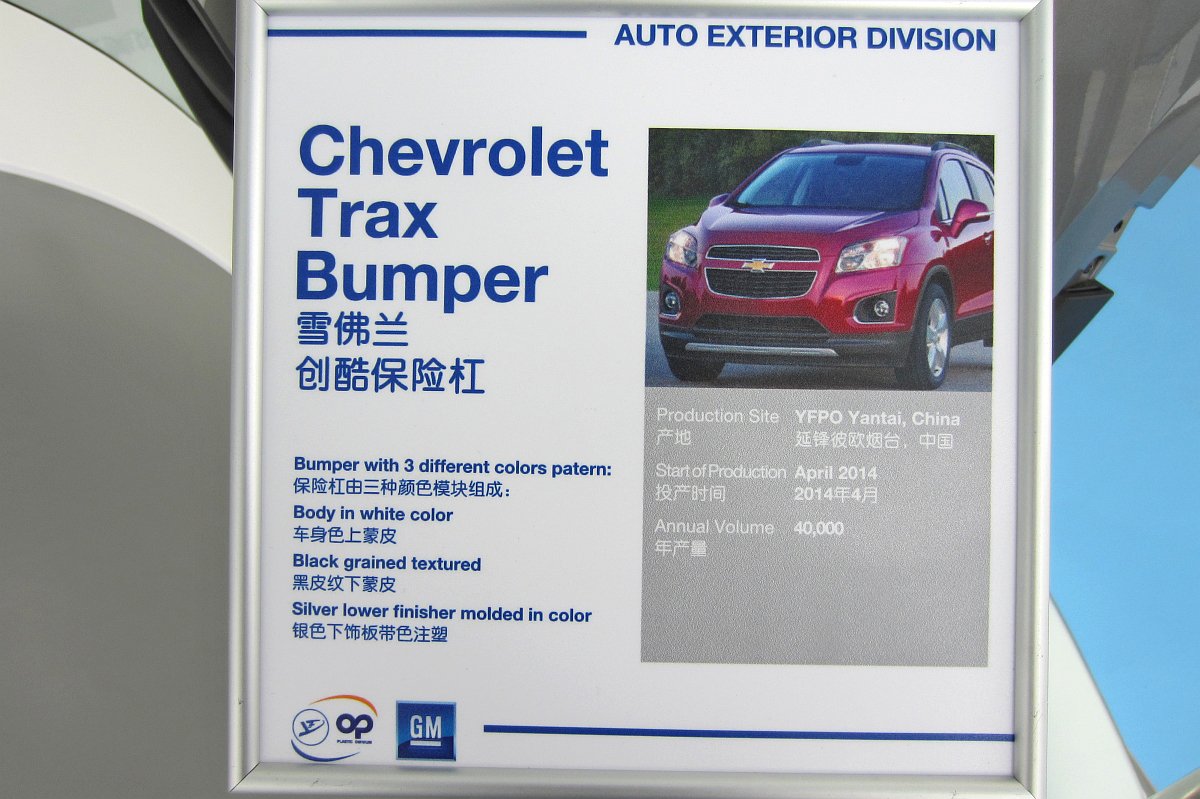 AUTO EXTERIOR DIVISION
Chevrolet
Trax
Bumper
雪佛兰
创酷保险杠
Bumper with 3 different colors patern:
保险杠由三种颜色模块组成：
Body in white color
车身色上蒙皮
Black grained textured
黑皮纹下蒙皮
Silver lower finisher molded in color
银色下饰板带色注塑
Production Site YFPO Yantai, China
产地 延锋彼欧烟台，中国
Start of Production April 2014
投产时间 2014年4月
Annual Volume 40,000
年产量
OP
PLASTIC OMNIUM
GM